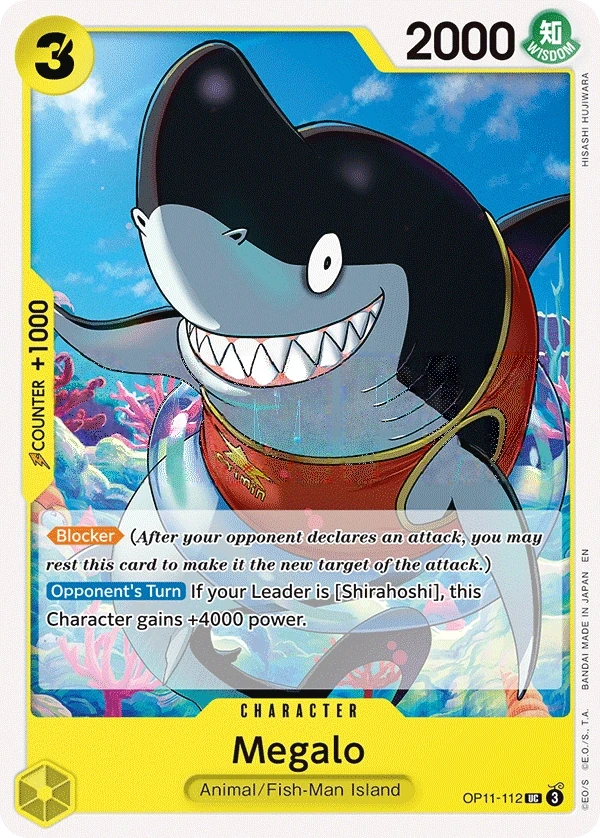 3
2000
知
WISDOM
HISASHI HUJIWARA
COUNTER +1000
Blocker (After your opponent declares an attack, you may
rest this card to make it the new target of the attack.)
Opponent's Turn If your Leader is [Shirahoshi], this
Character gains +4000 power.
CHARACTER
Megalo
Animal/Fish-Man Island
OP11-112 UC 3
©EO/S ©E.O./S., T.A. BANDAI MADE IN JAPAN EN